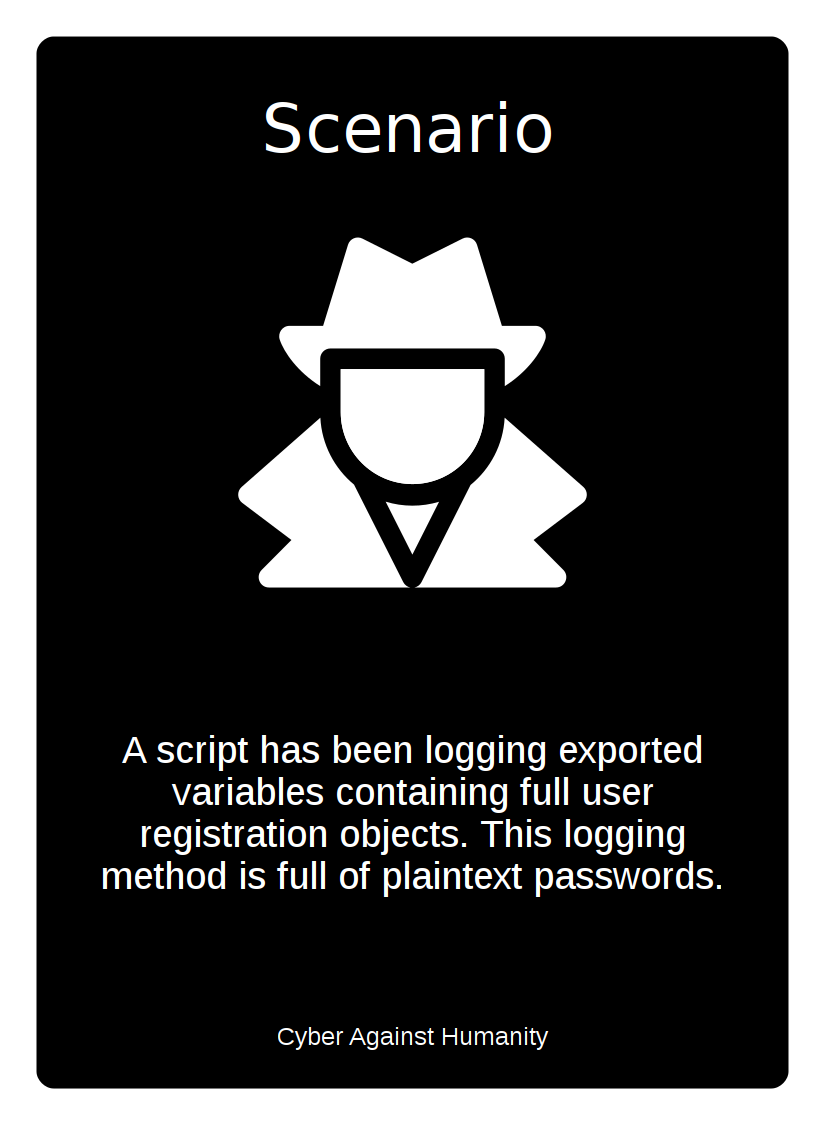 Scenario
A script has been logging exported
variables containing full user
registration objects. This logging
method is full of plaintext passwords.
Cyber Against Humanity